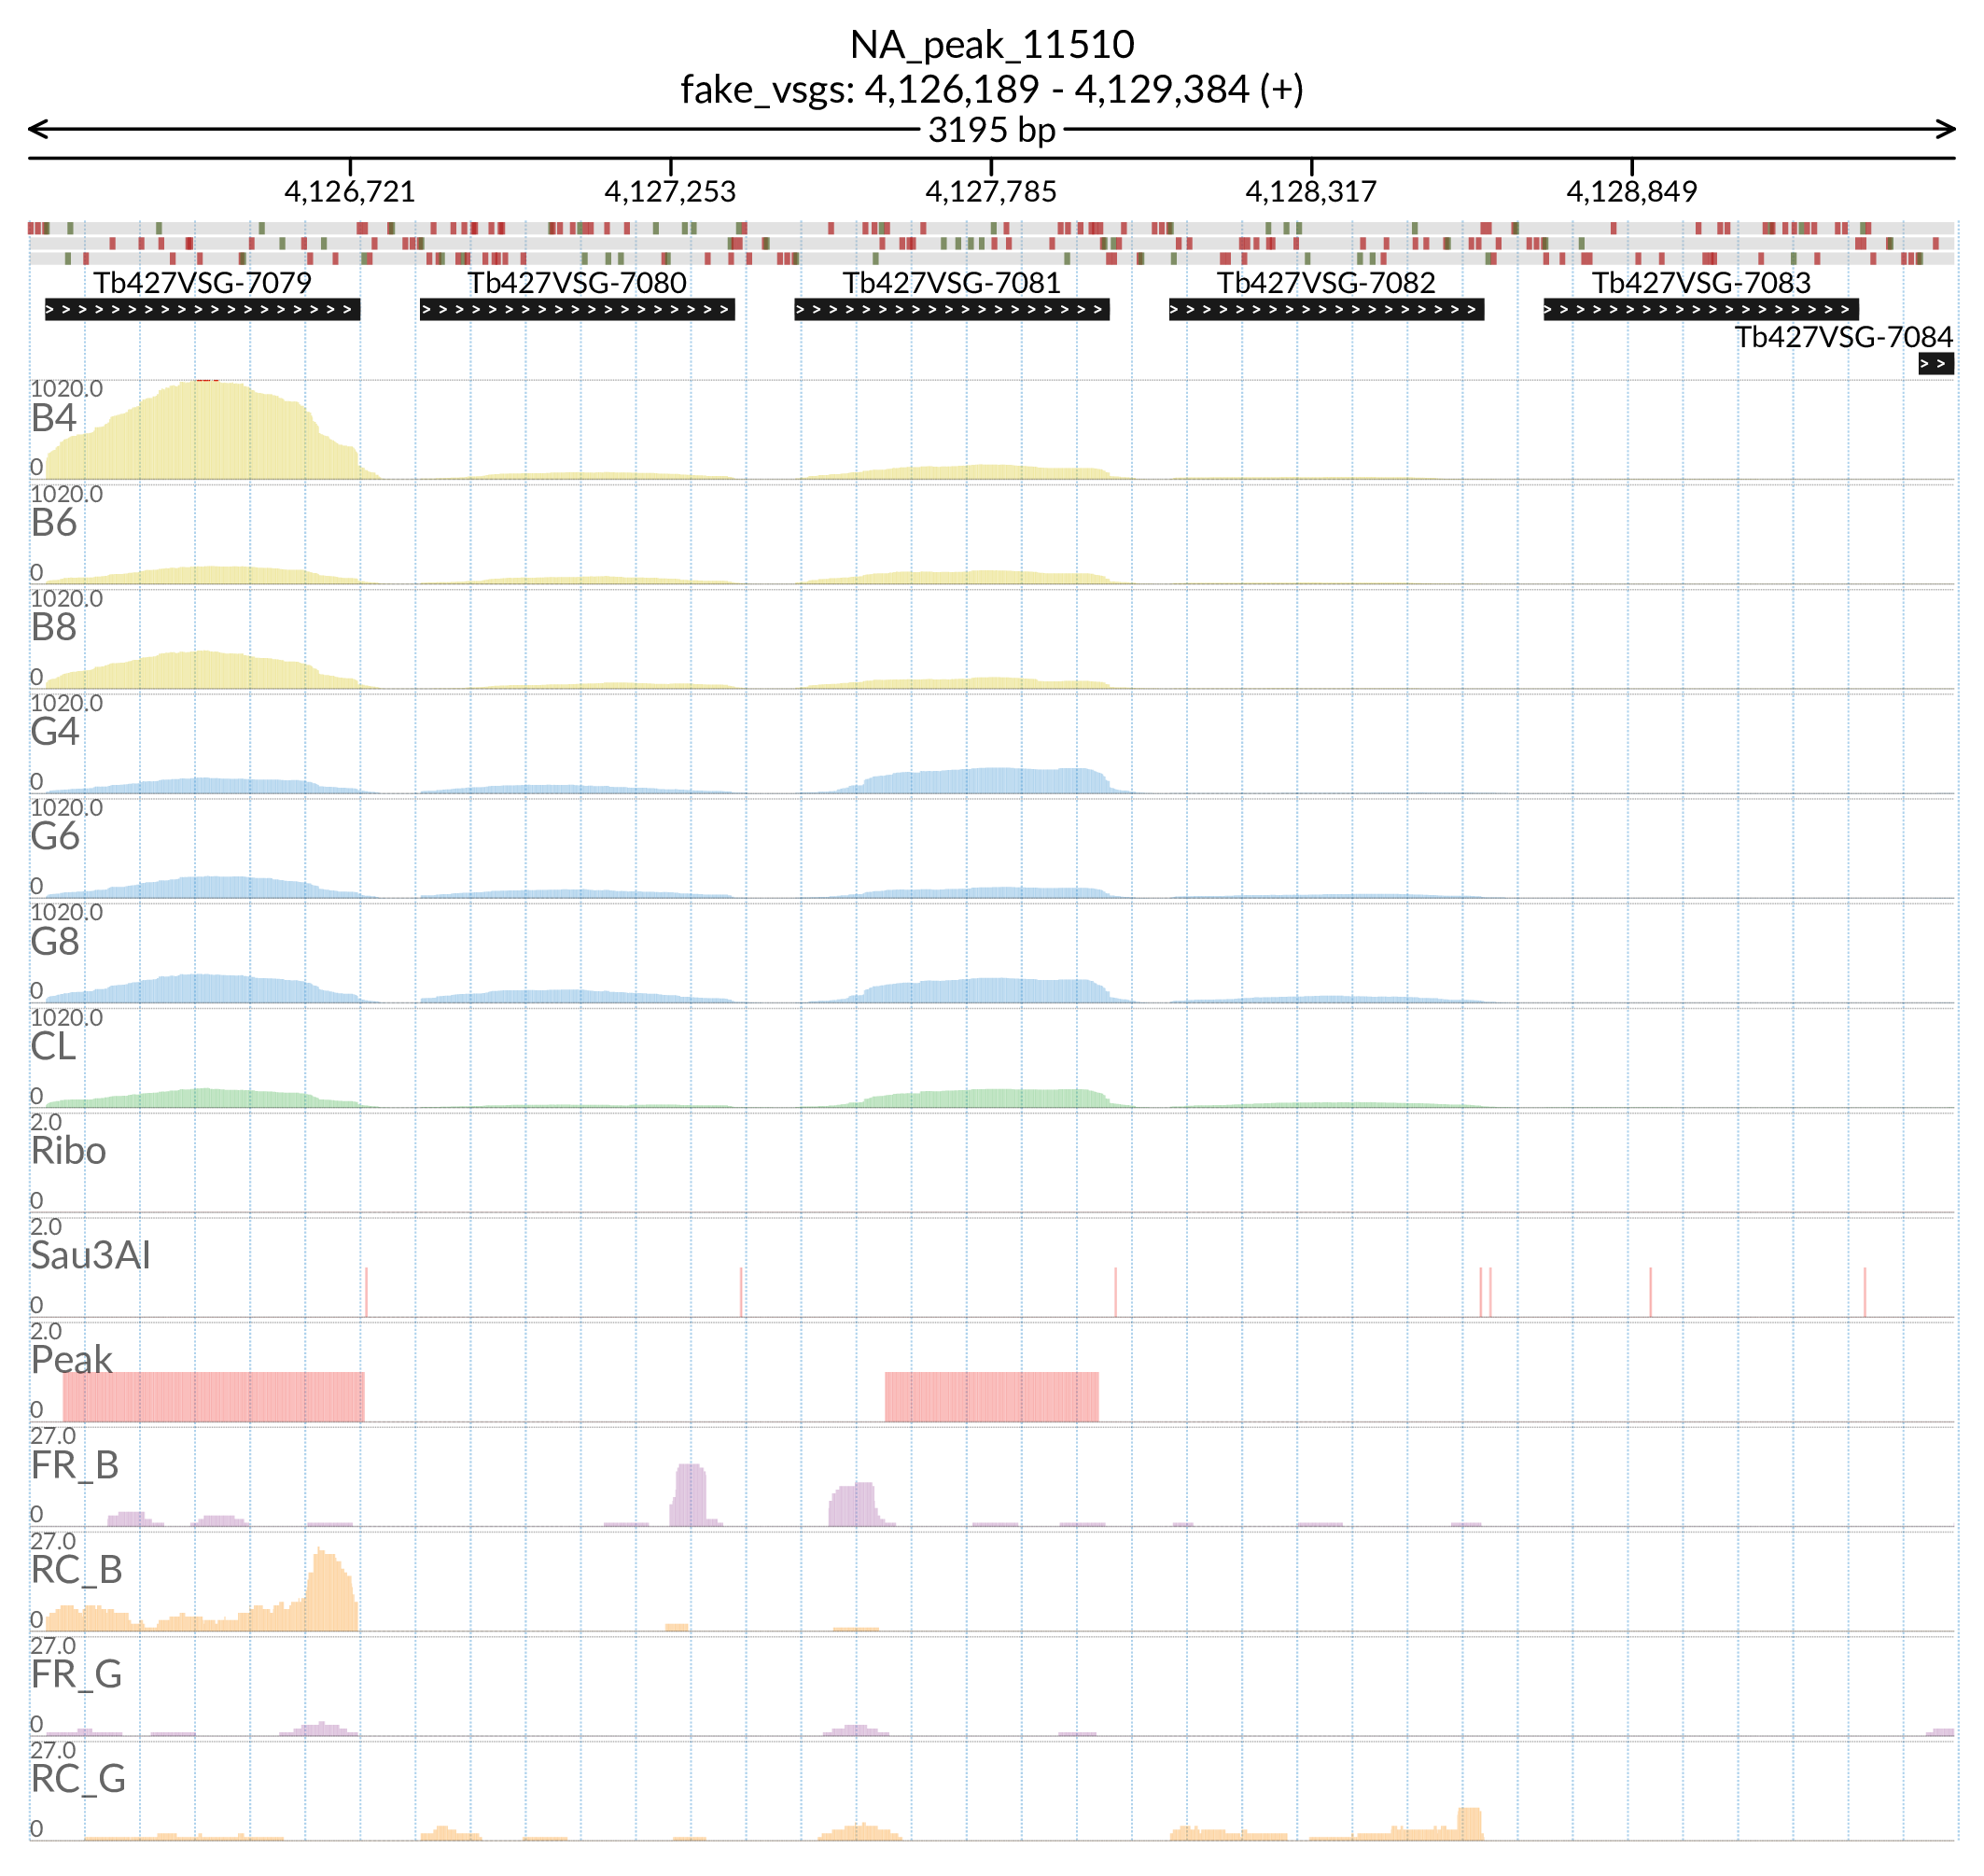 NA_peak_11510
fake_vsgs: 4,126,189 - 4,129,384 (+)
3195 bp
4,126,721 4,127,253 4,127,785 4,128,317 4,128,849
Tb427VSG-7079 Tb427VSG-7080 Tb427VSG-7081 Tb427VSG-7082 Tb427VSG-7083
Tb427VSG-7084
1020.0
B4
0
1020.0
B6
0
1020.0
B8
0
1020.0
G4
0
1020.0
G6
0
1020.0
G8
0
1020.0
CL
0
2.0
Ribo
0
2.0
Sau3AI
0
2.0
Peak
0
27.0
FR_B
0
27.0
RC_B
0
27.0
FR_G
0
27.0
RC_G
0